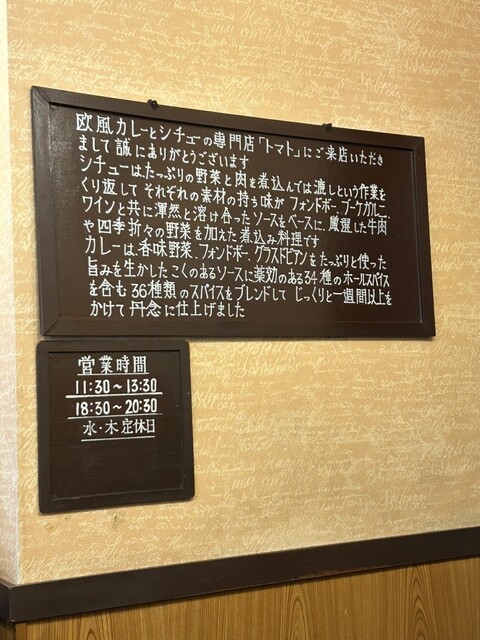 欧風カレーとシチューの専門店「トマト」にご来店いただき
まして誠にありがとうございます
シチューはたっぷりの野菜と肉を煮込んでは漉しという作業を
くり返して それぞれの素材の持ち味が フォンドボー、ブーケガルニ、
ワインと共に渾然と溶け合ったソースをベースに、厳選した牛肉
や四季折々の野菜を加えた煮込み料理です
カレーは、香味野菜、フォンドボー、グラスドビアンをたっぷりと使った
旨みを生かしたこくのあるソースに薬効のある34種のホールスパイス
を含む36種類のスパイスをブレンドして じっくりと一週間以上を
かけて丹念に仕上げました
営業時間
11:30～13:30
18:30～20:30
水・木定休日